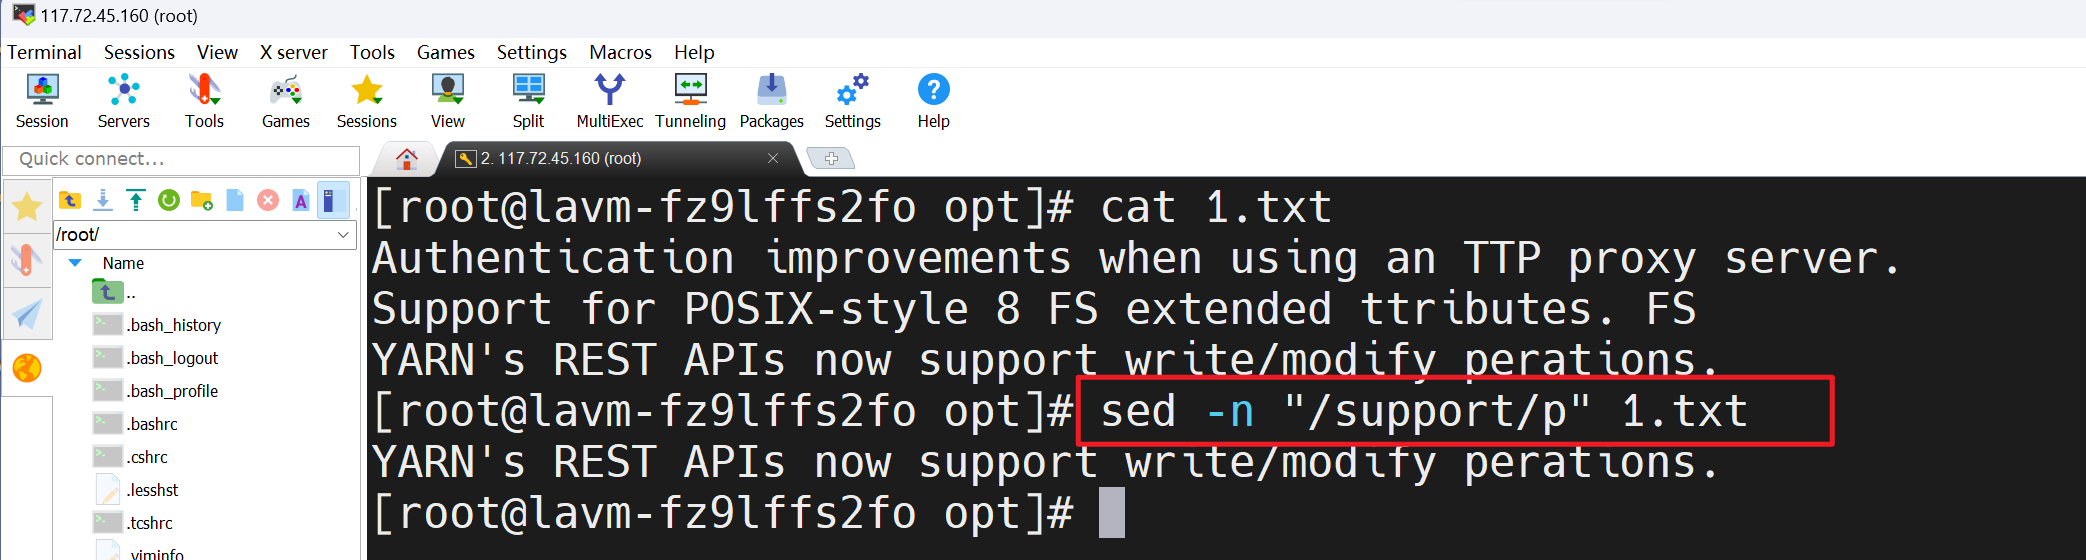 117.72.45.160 (root)
Terminal Sessions View X server Tools Games Settings Macros Help
Session Servers Tools Games Sessions View Split MultiExec Tunneling Packages Settings Help
Quick connect...
2. 117.72.45.160 (root)
/root/
Name
..
.bash_history
.bash_logout
.bash_profile
.bashrc
.cshrc
.lesshst
.tcshrc
.viminfo
[root@lavm-fz9lffs2fo opt]# cat 1.txt
Authentication improvements when using an TTP proxy server.
Support for POSIX-style 8 FS extended ttributes. FS
YARN's REST APIs now support write/modify perations.
[root@lavm-fz9lffs2fo opt]# sed -n "/support/p" 1.txt
YARN's REST APIs now support write/modify perations.
[root@lavm-fz9lffs2fo opt]#